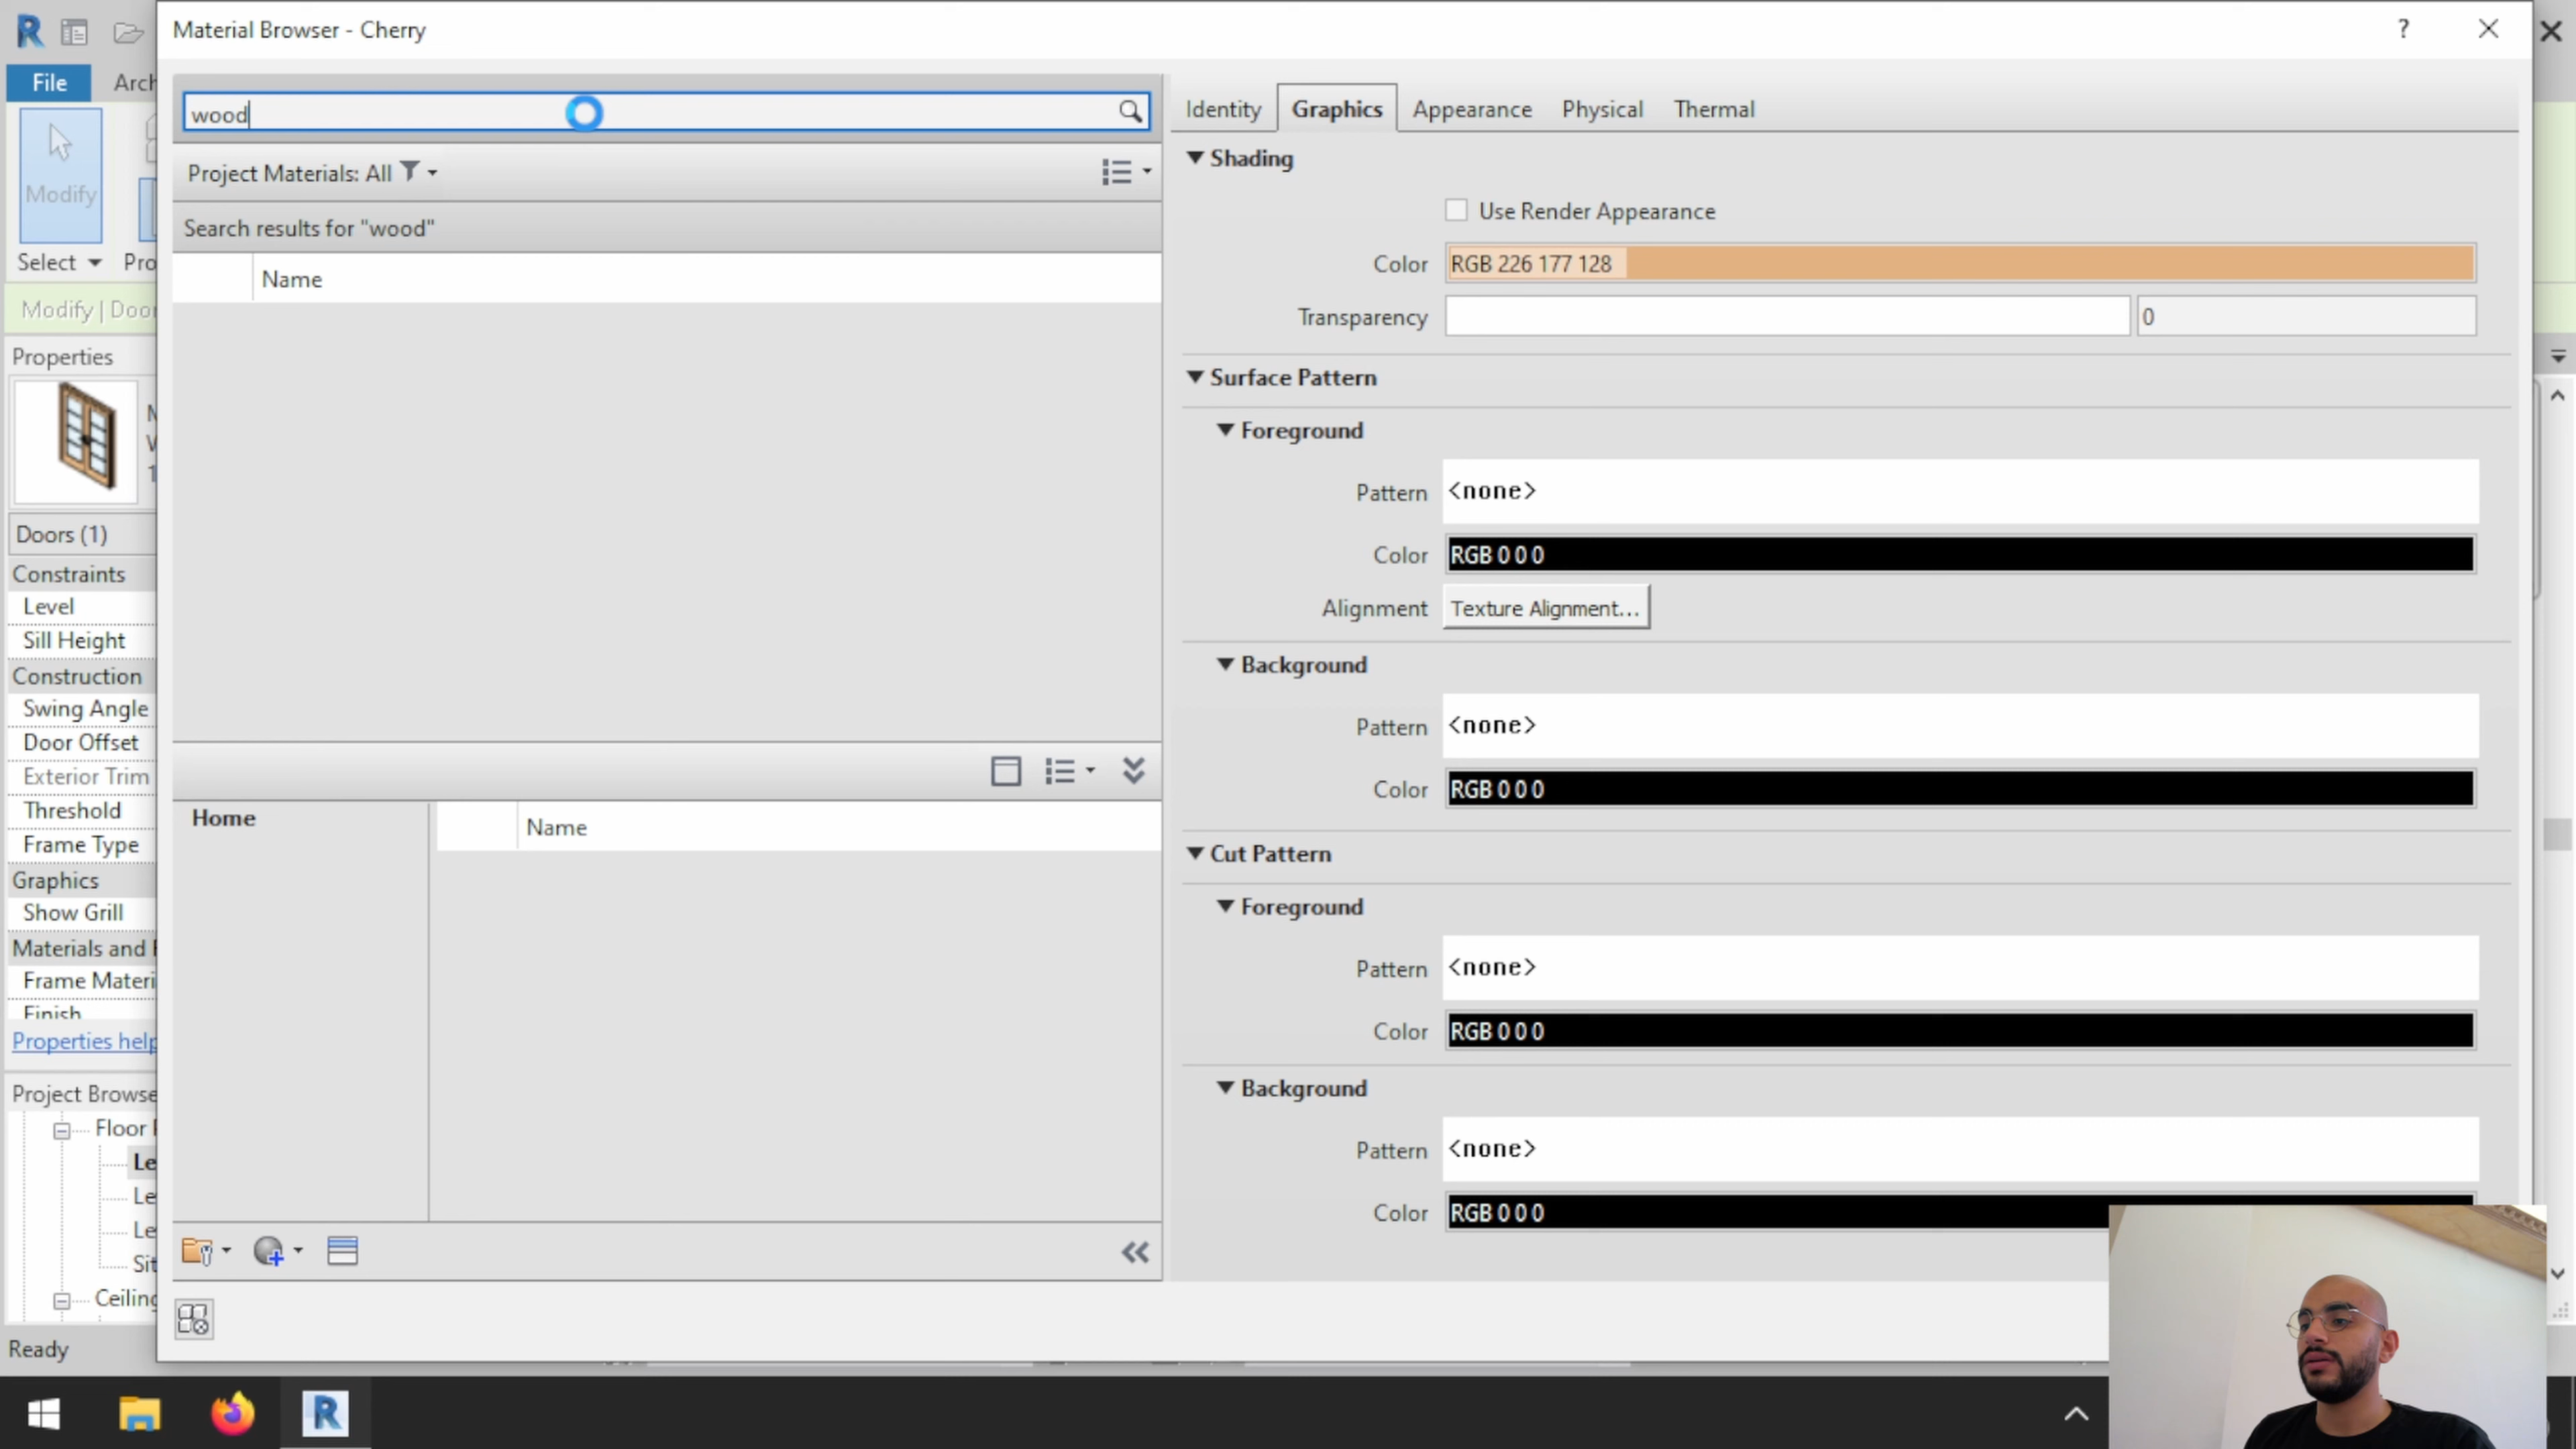 Material Browser - Cherry
?
File
Arch
wood
Identity
Graphics
Appearance
Physical
Thermal
Modify
Project Materials: All
Shading
Search results for "wood"
Use Render Appearance
Select
Pro
Name
Color
RGB 226 177 128
Modify | Door
Transparency
0
Properties
Surface Pattern
Foreground
Pattern
<none>
Doors (1)
Color
RGB 0 0 0
Constraints
Level
Alignment
Texture Alignment...
Sill Height
Background
Construction
Swing Angle
Pattern
<none>
Door Offset
Exterior Trim
Color
RGB 0 0 0
Threshold
Home
Name
Frame Type
Cut Pattern
Graphics
Foreground
Show Grill
Materials and F
Pattern
<none>
Frame Materi
Finish
Color
RGB 0 0 0
Properties help
Project Browse
Background
Floor P
Pattern
<none>
Le
Le
Color
RGB 0 0 0
Le
Sit
Ceiling
Ready